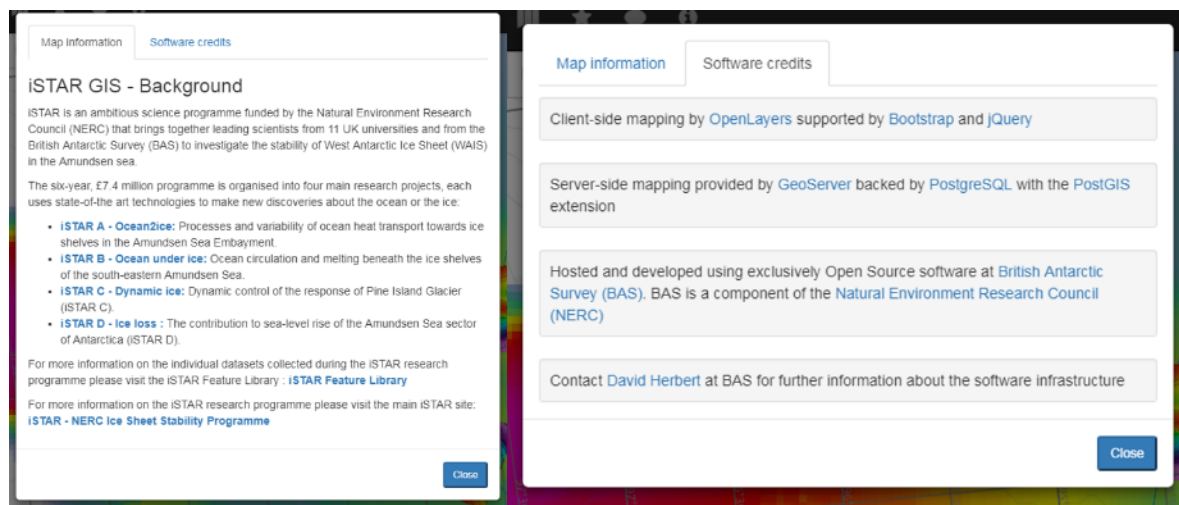 Map information
Software credits
iSTAR GIS - Background
iSTAR is an ambitious science programme funded by the Natural Environment Research
Council (NERC) that brings together leading scientists from 11 UK universities and from the
British Antarctic Survey (BAS) to investigate the stability of West Antarctic Ice Sheet (WAIS)
in the Amundsen sea.
The six-year, £7.4 million programme is organised into four main research projects, each
uses state-of-the art technologies to make new discoveries about the ocean or the ice:
• iSTAR A - Ocean2ice: Processes and variability of ocean heat transport towards ice
shelves in the Amundsen Sea Embayment.
• iSTAR B - Ocean under ice: Ocean circulation and melting beneath the ice shelves
of the south-eastern Amundsen Sea.
• iSTAR C - Dynamic ice: Dynamic control of the response of Pine Island Glacier
(iSTAR C).
• iSTAR D - Ice loss : The contribution to sea-level rise of the Amundsen Sea sector
of Antarctica (iSTAR D).
For more information on the individual datasets collected during the iSTAR research
programme please visit the iSTAR Feature Library : iSTAR Feature Library
For more information on the iSTAR research programme please visit the main iSTAR site:
iSTAR - NERC Ice Sheet Stability Programme
Close
Map information
Software credits
Client-side mapping by OpenLayers supported by Bootstrap and jQuery
Server-side mapping provided by GeoServer backed by PostgreSQL with the PostGIS
extension
Hosted and developed using exclusively Open Source software at British Antarctic
Survey (BAS). BAS is a component of the Natural Environment Research Council
(NERC)
Contact David Herbert at BAS for further information about the software infrastructure
Close